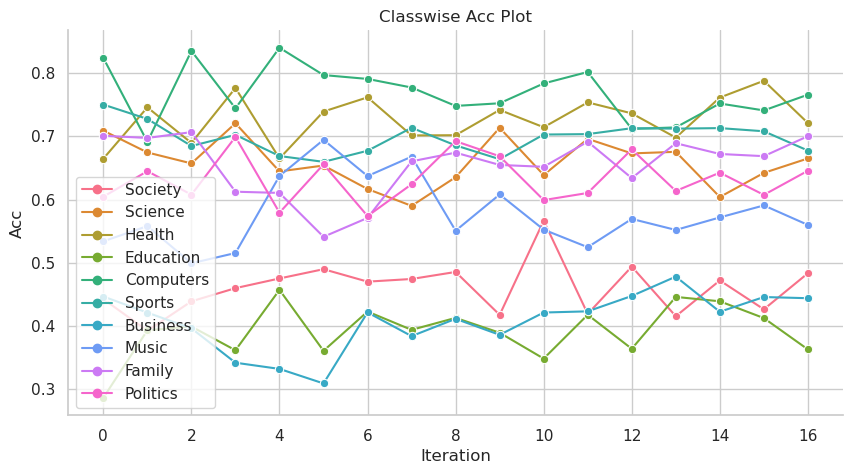 Classwise Acc Plot
Acc
0.8
0.7
0.6
0.5
0.4
0.3
Society
Science
Health
Education
Computers
Sports
Business
Music
Family
Politics
0 2 4 6 8 10 12 14 16
Iteration